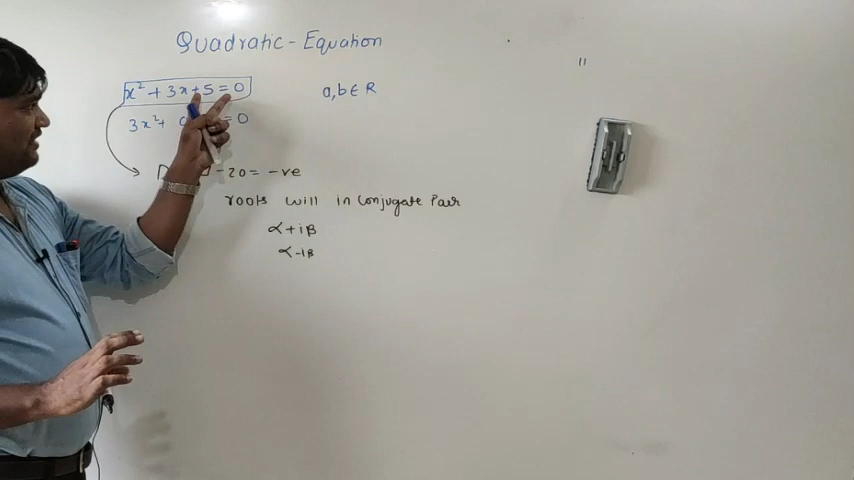 Quadratic - Equation
x² + 3x + 5 = 0
a, b ∈ R
3x² + = 0
- 20 = -ve
roots will in Conjugate Pair
α + iβ
α - iβ